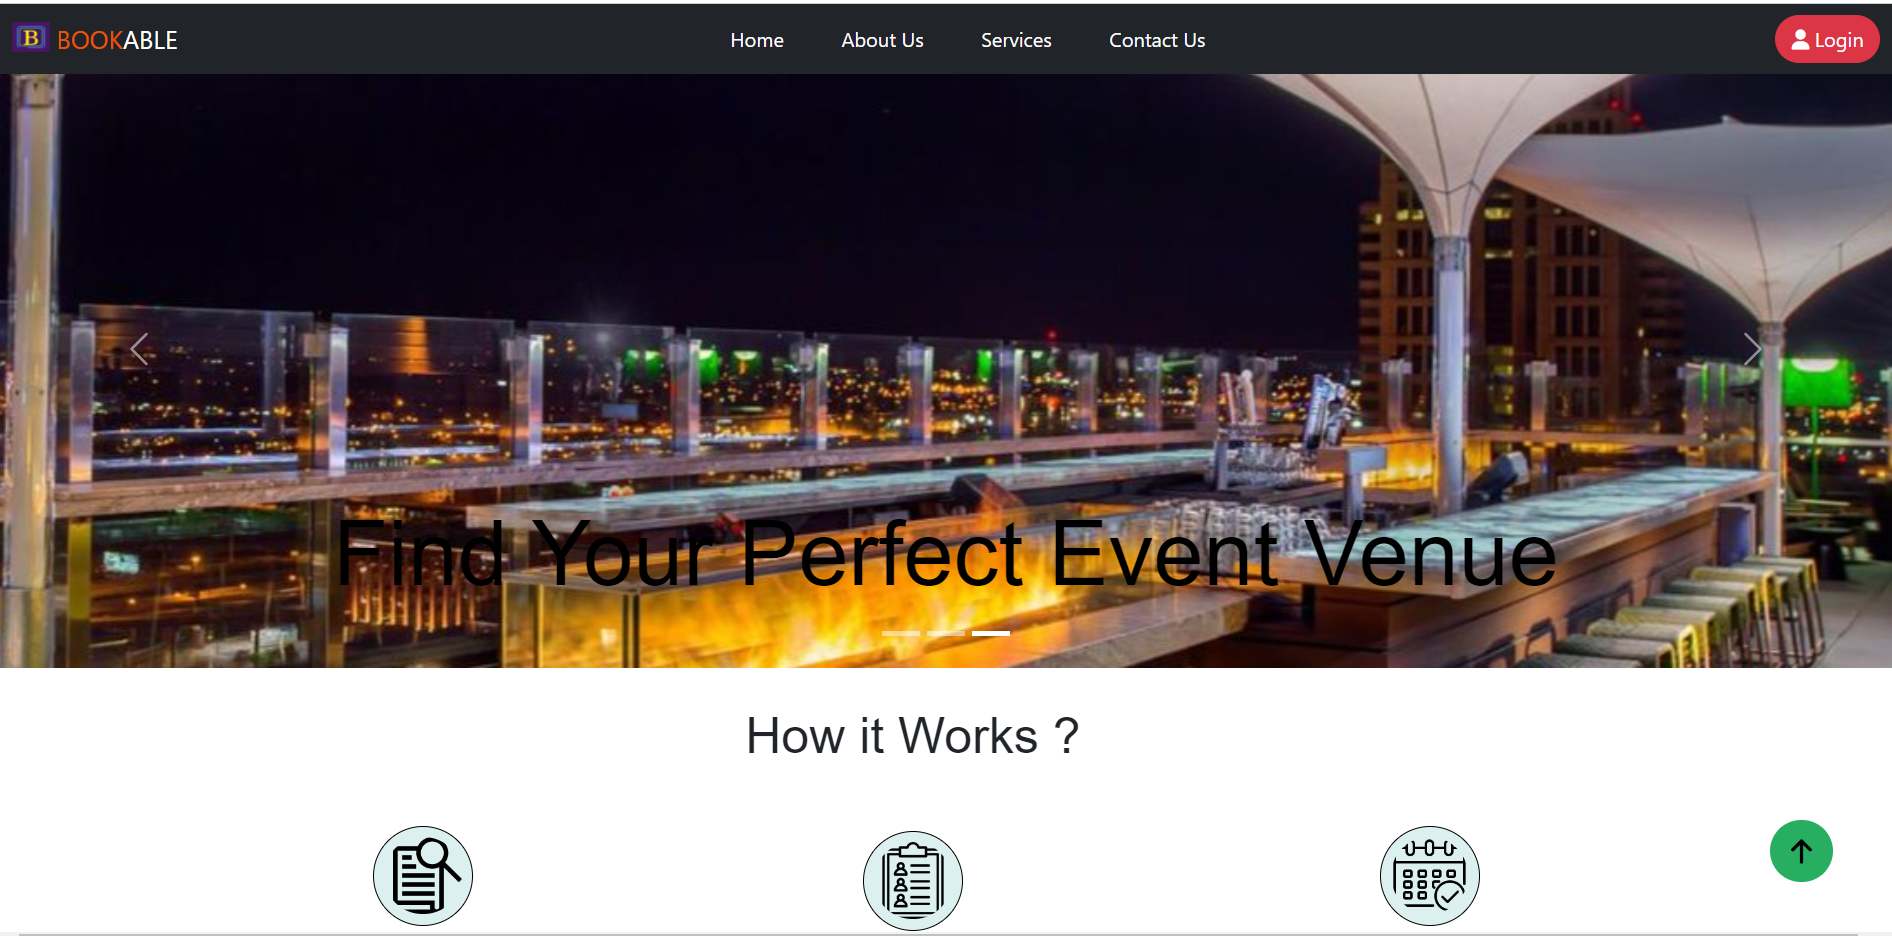 B BOOKABLE
Home About Us Services Contact Us
Login
Find Your Perfect Event Venue
How it Works ?